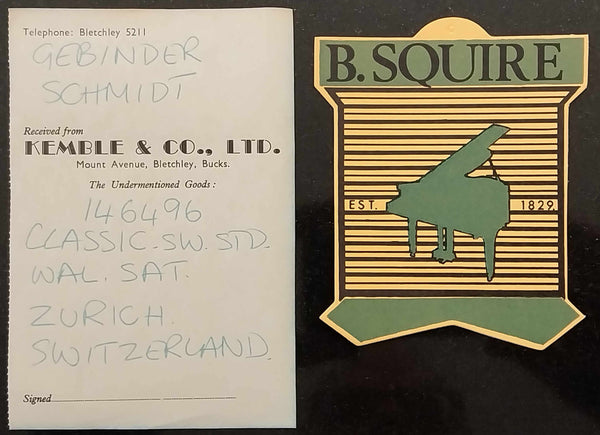 Telephone: Bletchley 5211
GEBINDER
SCHMIDT
Received from
KEMBLE & CO., LTD.
Mount Avenue, Bletchley, Bucks.
The Undermentioned Goods:
146496
CLASSIC. SW. STD.
WAL. SAT.
ZURICH.
SWITZERLAND.
Signed
B. SQUIRE
EST. 1829.